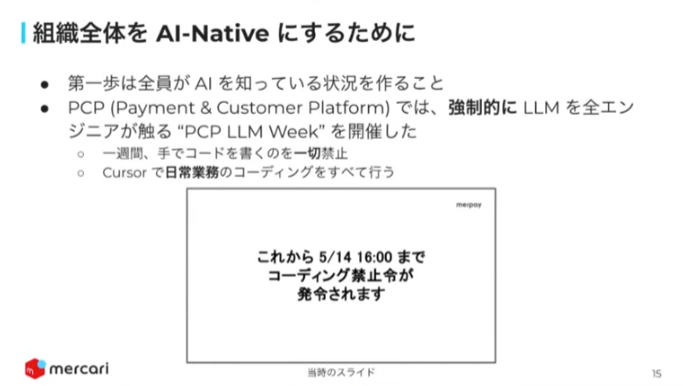 組織全体を AI-Native にするために
● 第一歩は全員が AI を知っている状況を作ること
● PCP (Payment & Customer Platform) では、強制的に LLM を全エン
ジニアが触る “PCP LLM Week” を開催した
○ 一週間、手でコードを書くのを一切禁止
○ Cursor で日常業務のコーディングをすべて行う
merpay
これから 5/14 16:00 まで
コーディング禁止令が
発令されます
mercari
当時のスライド
15